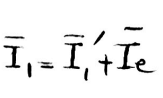 Ī₁ = Ī₁′ + Īe